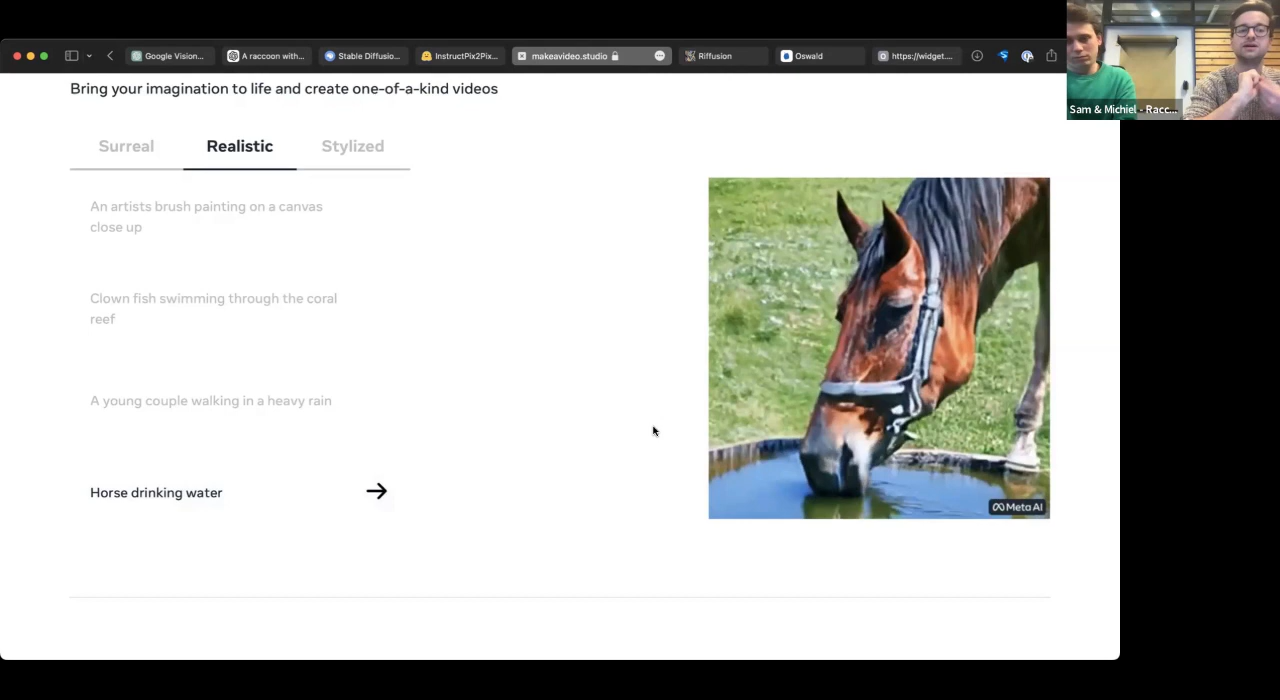 Google Vision...
A raccoon with...
Stable Diffusio...
InstructPix2Pix...
makeavideo.studio
Riffusion
Oswald
https://widget....
Sam & Michiel - Racc...
Bring your imagination to life and create one-of-a-kind videos
Surreal
Realistic
Stylized
An artists brush painting on a canvas
close up
Clown fish swimming through the coral
reef
A young couple walking in a heavy rain
Horse drinking water
Meta AI